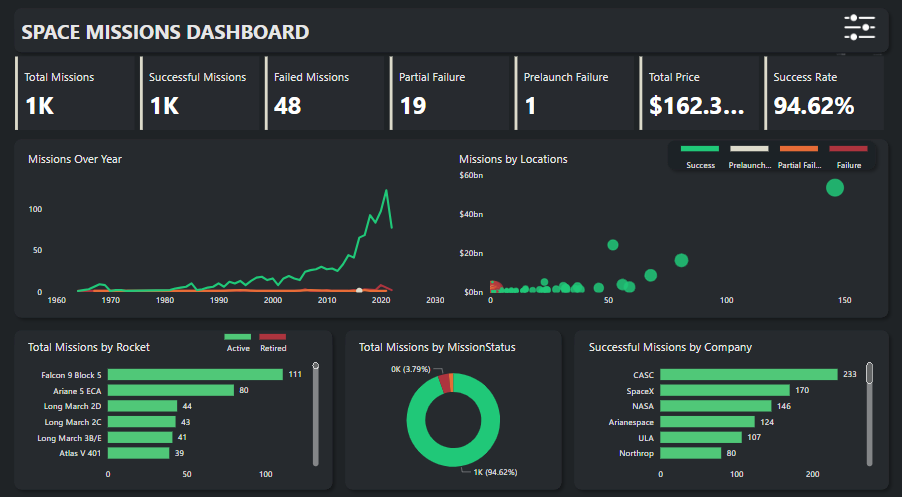 SPACE MISSIONS DASHBOARD
Total Missions
1K
Successful Missions
1K
Failed Missions
48
Partial Failure
19
Prelaunch Failure
1
Total Price
$162.3...
Success Rate
94.62%
Missions Over Year
100
50
0
1960 1970 1980 1990 2000 2010 2020 2030
Missions by Locations
Success Prelaunch... Partial Fail... Failure
$60bn
$40bn
$20bn
$0bn
0 50 100 150
Total Missions by Rocket
Active Retired
Falcon 9 Block 5 111
Ariane 5 ECA 80
Long March 2D 44
Long March 2C 43
Long March 3B/E 41
Atlas V 401 39
0 50 100
Total Missions by MissionStatus
0K (3.79%)
1K (94.62%)
Successful Missions by Company
CASC 233
SpaceX 170
NASA 146
Arianespace 124
ULA 107
Northrop 80
0 100 200